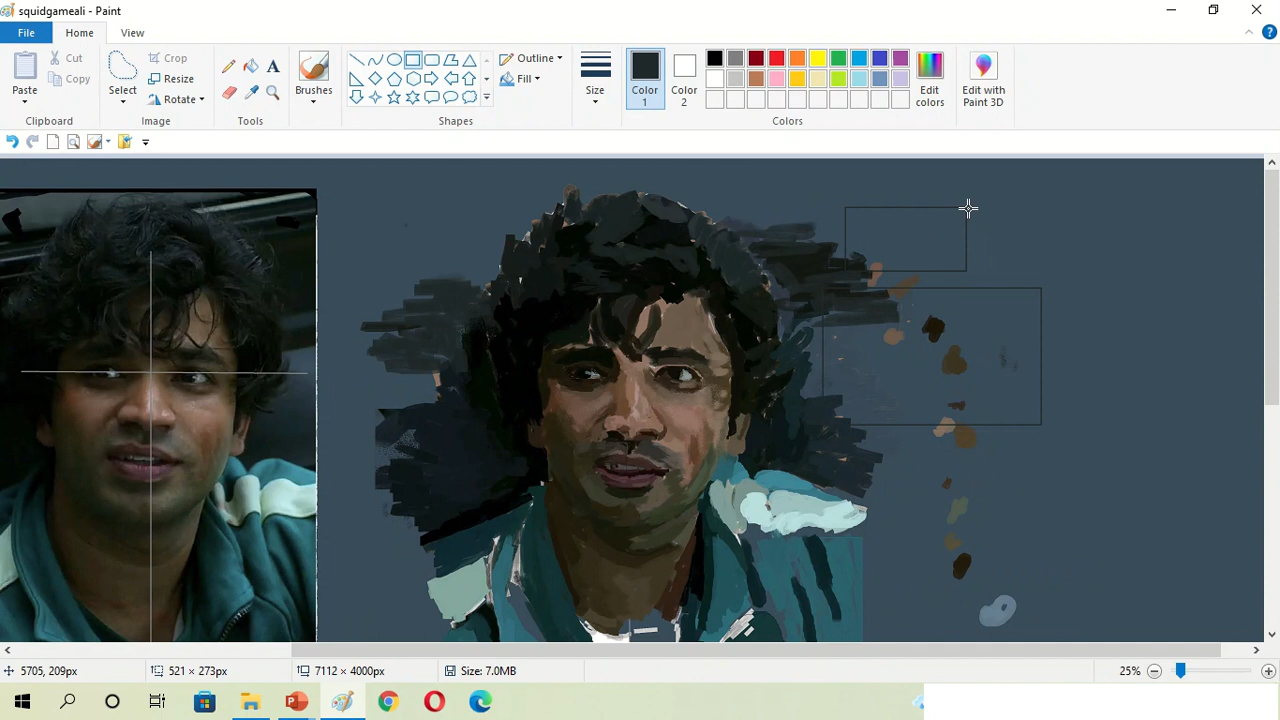 squidgameali - Paint
File
Home
View
Paste
Cut
Copy
Clipboard
Select
Crop
Resize
Rotate
Image
A
Tools
Brushes
Outline
Fill
Shapes
Size
Color
1
Color
2
Edit
colors
Colors
Edit with
Paint 3D
5705, 209px
521 × 273px
7112 × 4000px
Size: 7.0MB
25%